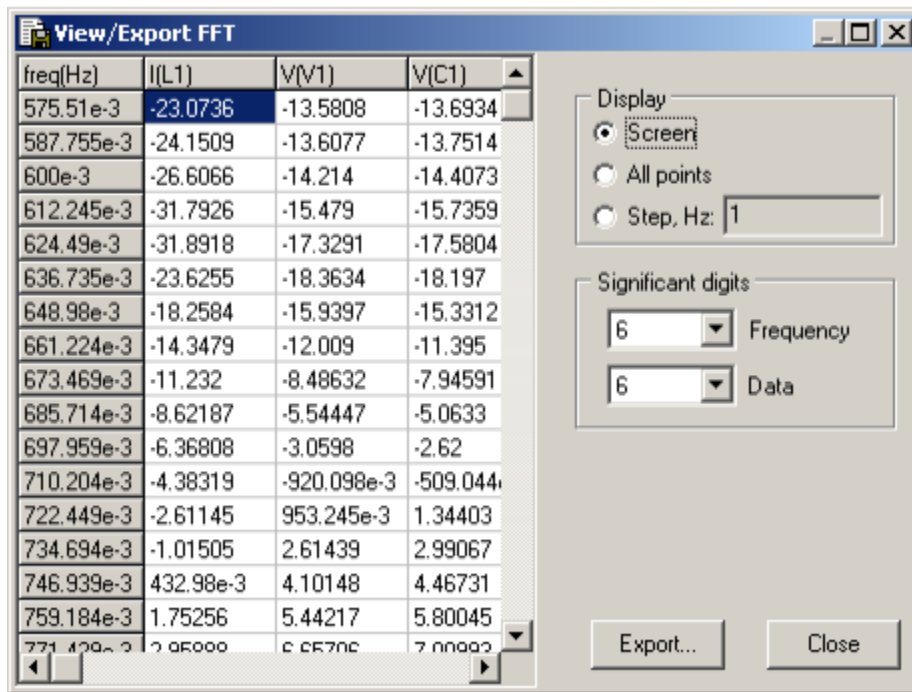 View/Export FFT
freq(Hz) I(L1) V(V1) V(C1)
575.51e-3 -23.0736 -13.5808 -13.6934
587.755e-3 -24.1509 -13.6077 -13.7514
600e-3 -26.6066 -14.214 -14.4073
612.245e-3 -31.7926 -15.479 -15.7359
624.49e-3 -31.8918 -17.3291 -17.5804
636.735e-3 -23.6255 -18.3634 -18.197
648.98e-3 -18.2584 -15.9397 -15.3312
661.224e-3 -14.3479 -12.009 -11.395
673.469e-3 -11.232 -8.48632 -7.94591
685.714e-3 -8.62187 -5.54447 -5.0633
697.959e-3 -6.36808 -3.0598 -2.62
710.204e-3 -4.38319 -920.098e-3 -509.044
722.449e-3 -2.61145 953.245e-3 1.34403
734.694e-3 -1.01505 2.61439 2.99067
746.939e-3 432.98e-3 4.10148 4.46731
759.184e-3 1.75256 5.44217 5.80045
Display
Screen
All points
Step, Hz: 1
Significant digits
6 Frequency
6 Data
Export... Close